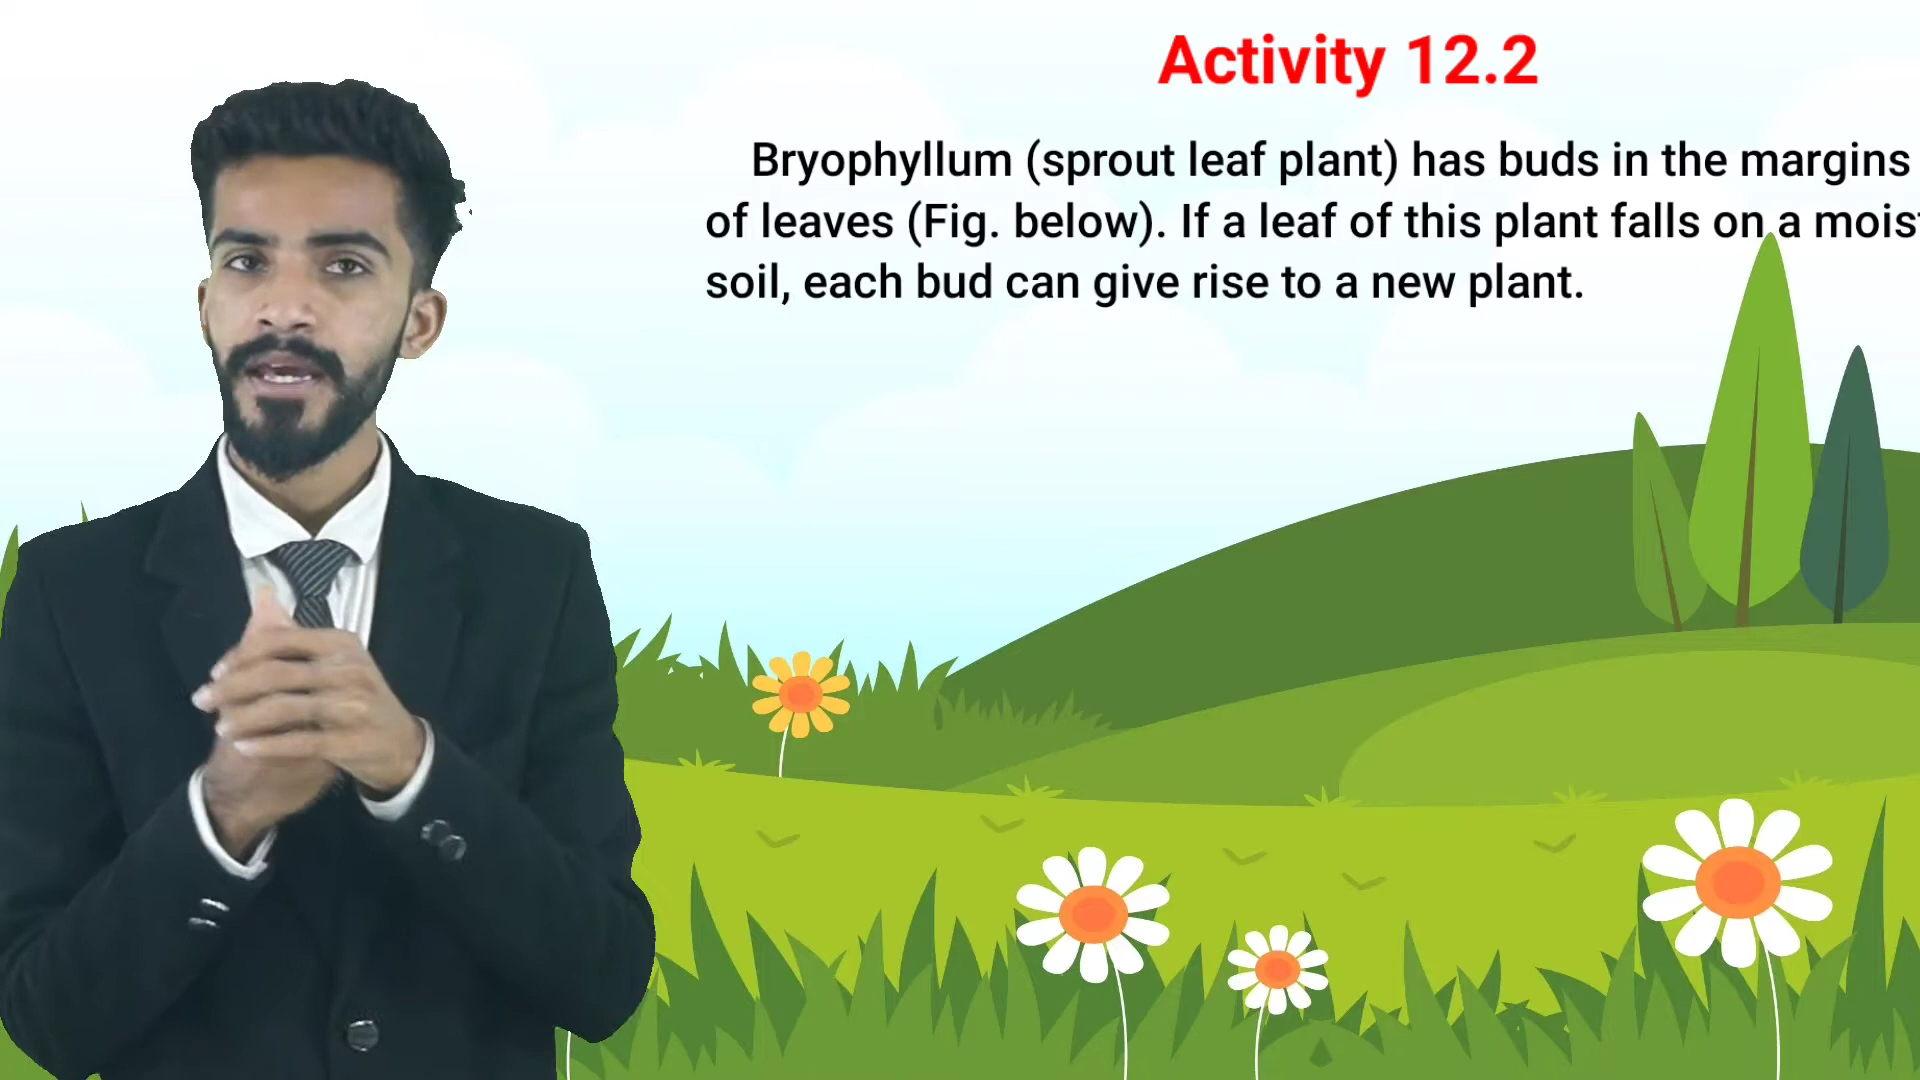 Activity 12.2
Bryophyllum (sprout leaf plant) has buds in the margins
of leaves (Fig. below). If a leaf of this plant falls on a mois
soil, each bud can give rise to a new plant.